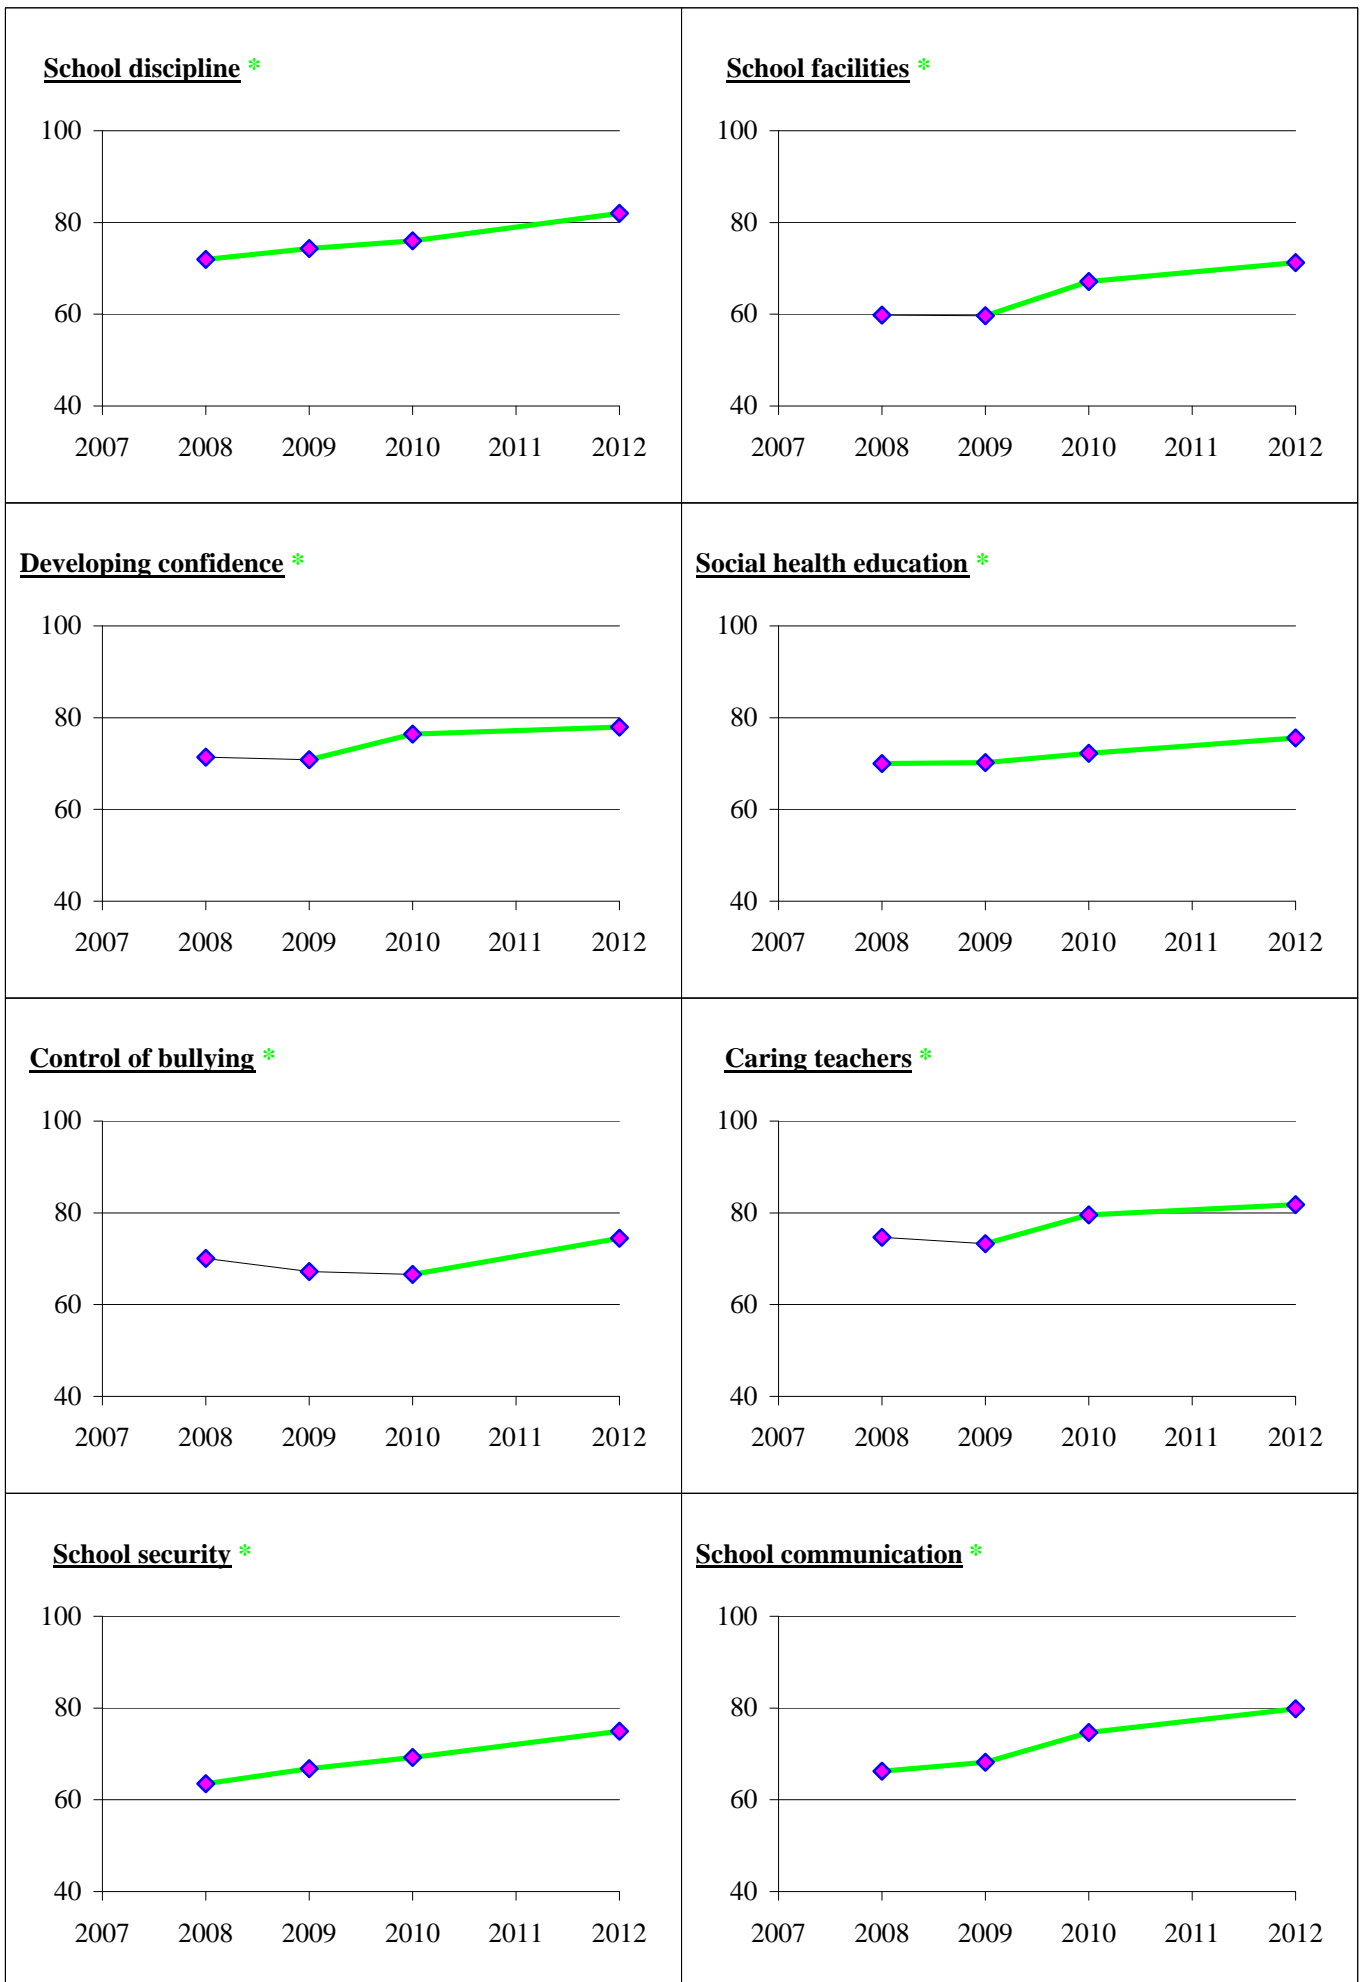 School discipline *
100
80
60
40
2007 2008 2009 2010 2011 2012
School facilities *
100
80
60
40
2007 2008 2009 2010 2011 2012
Developing confidence *
100
80
60
40
2007 2008 2009 2010 2011 2012
Social health education *
100
80
60
40
2007 2008 2009 2010 2011 2012
Control of bullying *
100
80
60
40
2007 2008 2009 2010 2011 2012
Caring teachers *
100
80
60
40
2007 2008 2009 2010 2011 2012
School security *
100
80
60
40
2007 2008 2009 2010 2011 2012
School communication *
100
80
60
40
2007 2008 2009 2010 2011 2012